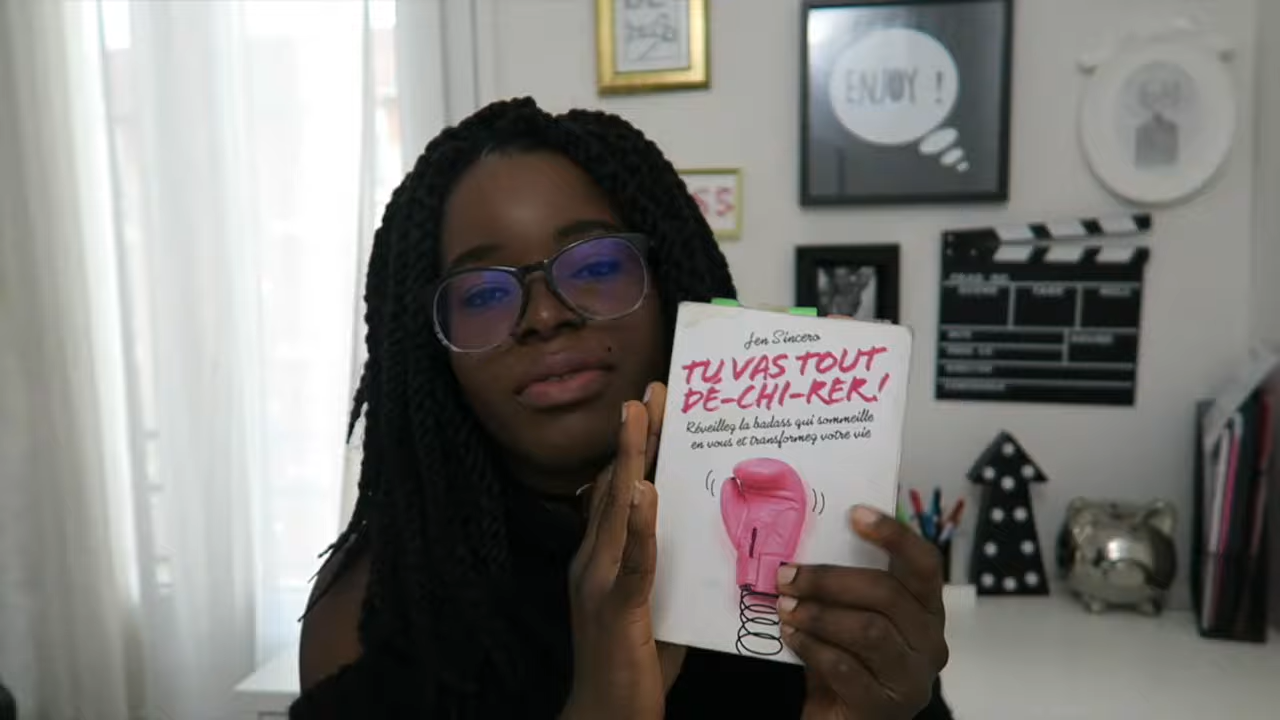 ENJOY !
Jen Sincero
TU VAS TOUT
DÉ-CHI-RER!
Réveillez la badass qui sommeille
en vous et transformez votre vie